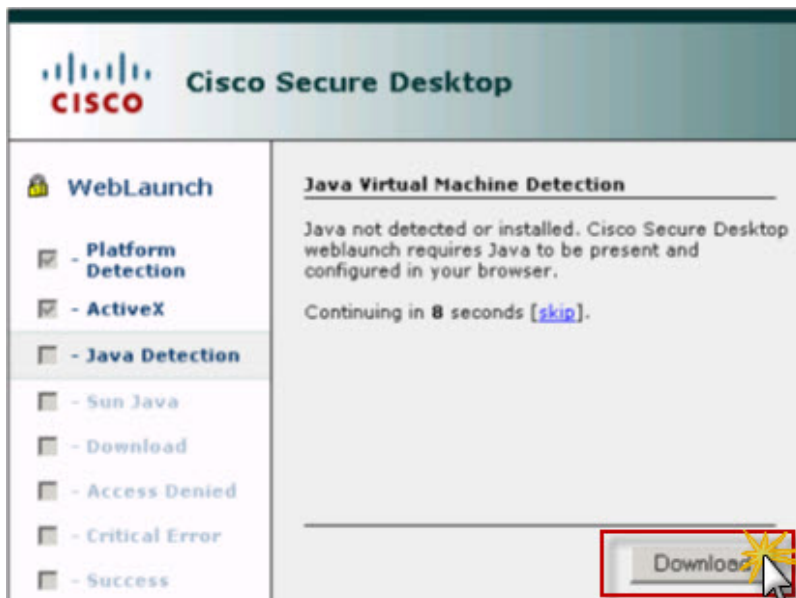 CISCO
Cisco Secure Desktop
WebLaunch
- Platform
Detection
- ActiveX
- Java Detection
- Sun Java
- Download
- Access Denied
- Critical Error
- Success
Java Virtual Machine Detection
Java not detected or installed. Cisco Secure Desktop
weblaunch requires Java to be present and
configured in your browser.
Continuing in 8 seconds [skip].
Download